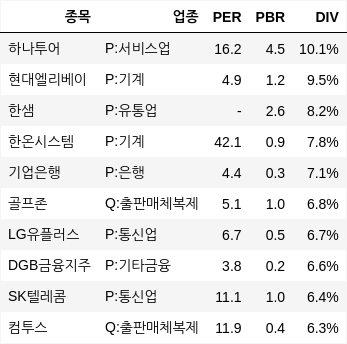 종목 업종 PER PBR DIV
하나투어 P:서비스업 16.2 4.5 10.1%
현대엘리베이 P:기계 4.9 1.2 9.5%
한샘 P:유통업 - 2.6 8.2%
한온시스템 P:기계 42.1 0.9 7.8%
기업은행 P:은행 4.4 0.3 7.1%
골프존 Q:출판매체복제 5.1 1.0 6.8%
LG유플러스 P:통신업 6.7 0.5 6.7%
DGB금융지주 P:기타금융 3.8 0.2 6.6%
SK텔레콤 P:통신업 11.1 1.0 6.4%
컴투스 Q:출판매체복제 11.9 0.4 6.3%